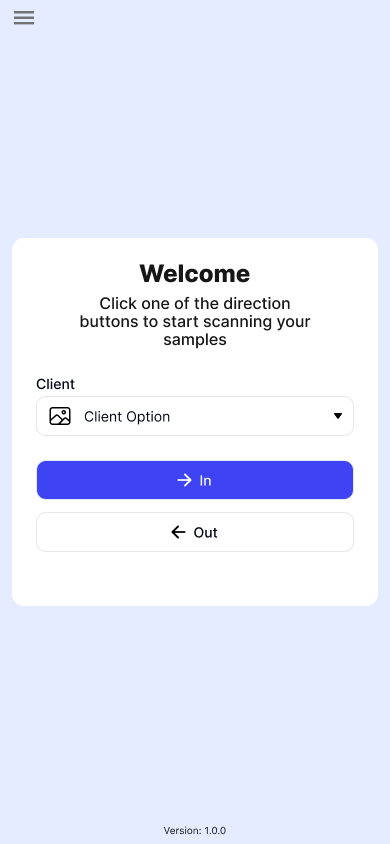 Welcome
Click one of the direction
buttons to start scanning your
samples
Client
Client Option
In
Out
Version: 1.0.0